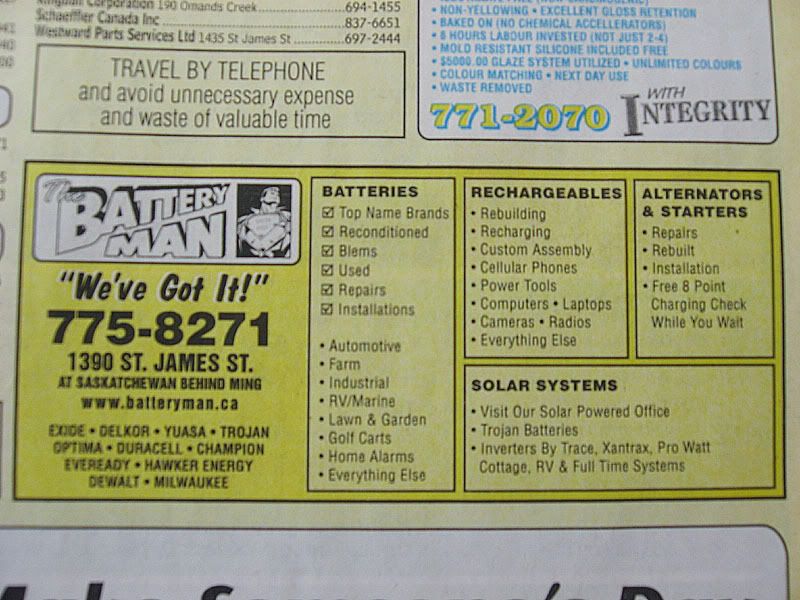 Corporation 190 Omands Creek ..... 694-1455
Schaeffler Canada Inc ..... 837-6651
Westward Parts Services Ltd 1435 St James St ..... 697-2444
TRAVEL BY TELEPHONE
and avoid unnecessary expense
and waste of valuable time
• NON-YELLOWING • EXCELLENT GLOSS RETENTION
• BAKED ON (NO CHEMICAL ACCELLERATORS)
• 6 HOURS LABOUR INVESTED (NOT JUST 2-4)
• MOLD RESISTANT SILICONE INCLUDED FREE
• $5000.00 GLAZE SYSTEM UTILIZED • UNLIMITED COLOURS
• COLOUR MATCHING • NEXT DAY USE
• WASTE REMOVED
771-2070
WITH
INTEGRITY
The
BATTERY
MAN
"We've Got It!"
775-8271
1390 ST. JAMES ST.
AT SASKATCHEWAN BEHIND MING
www.batteryman.ca
EXIDE • DELKOR • YUASA • TROJAN
OPTIMA • DURACELL • CHAMPION
EVEREADY • HAWKER ENERGY
DEWALT • MILWAUKEE
BATTERIES
☑ Top Name Brands
☑ Reconditioned
☑ Blems
☑ Used
☑ Repairs
☑ Installations
• Automotive
• Farm
• Industrial
• RV/Marine
• Lawn & Garden
• Golf Carts
• Home Alarms
• Everything Else
RECHARGEABLES
• Rebuilding
• Recharging
• Custom Assembly
• Cellular Phones
• Power Tools
• Computers • Laptops
• Cameras • Radios
• Everything Else
ALTERNATORS
& STARTERS
• Repairs
• Rebuilt
• Installation
• Free 8 Point
Charging Check
While You Wait
SOLAR SYSTEMS
• Visit Our Solar Powered Office
• Trojan Batteries
• Inverters By Trace, Xantrax, Pro Watt
Cottage, RV & Full Time Systems